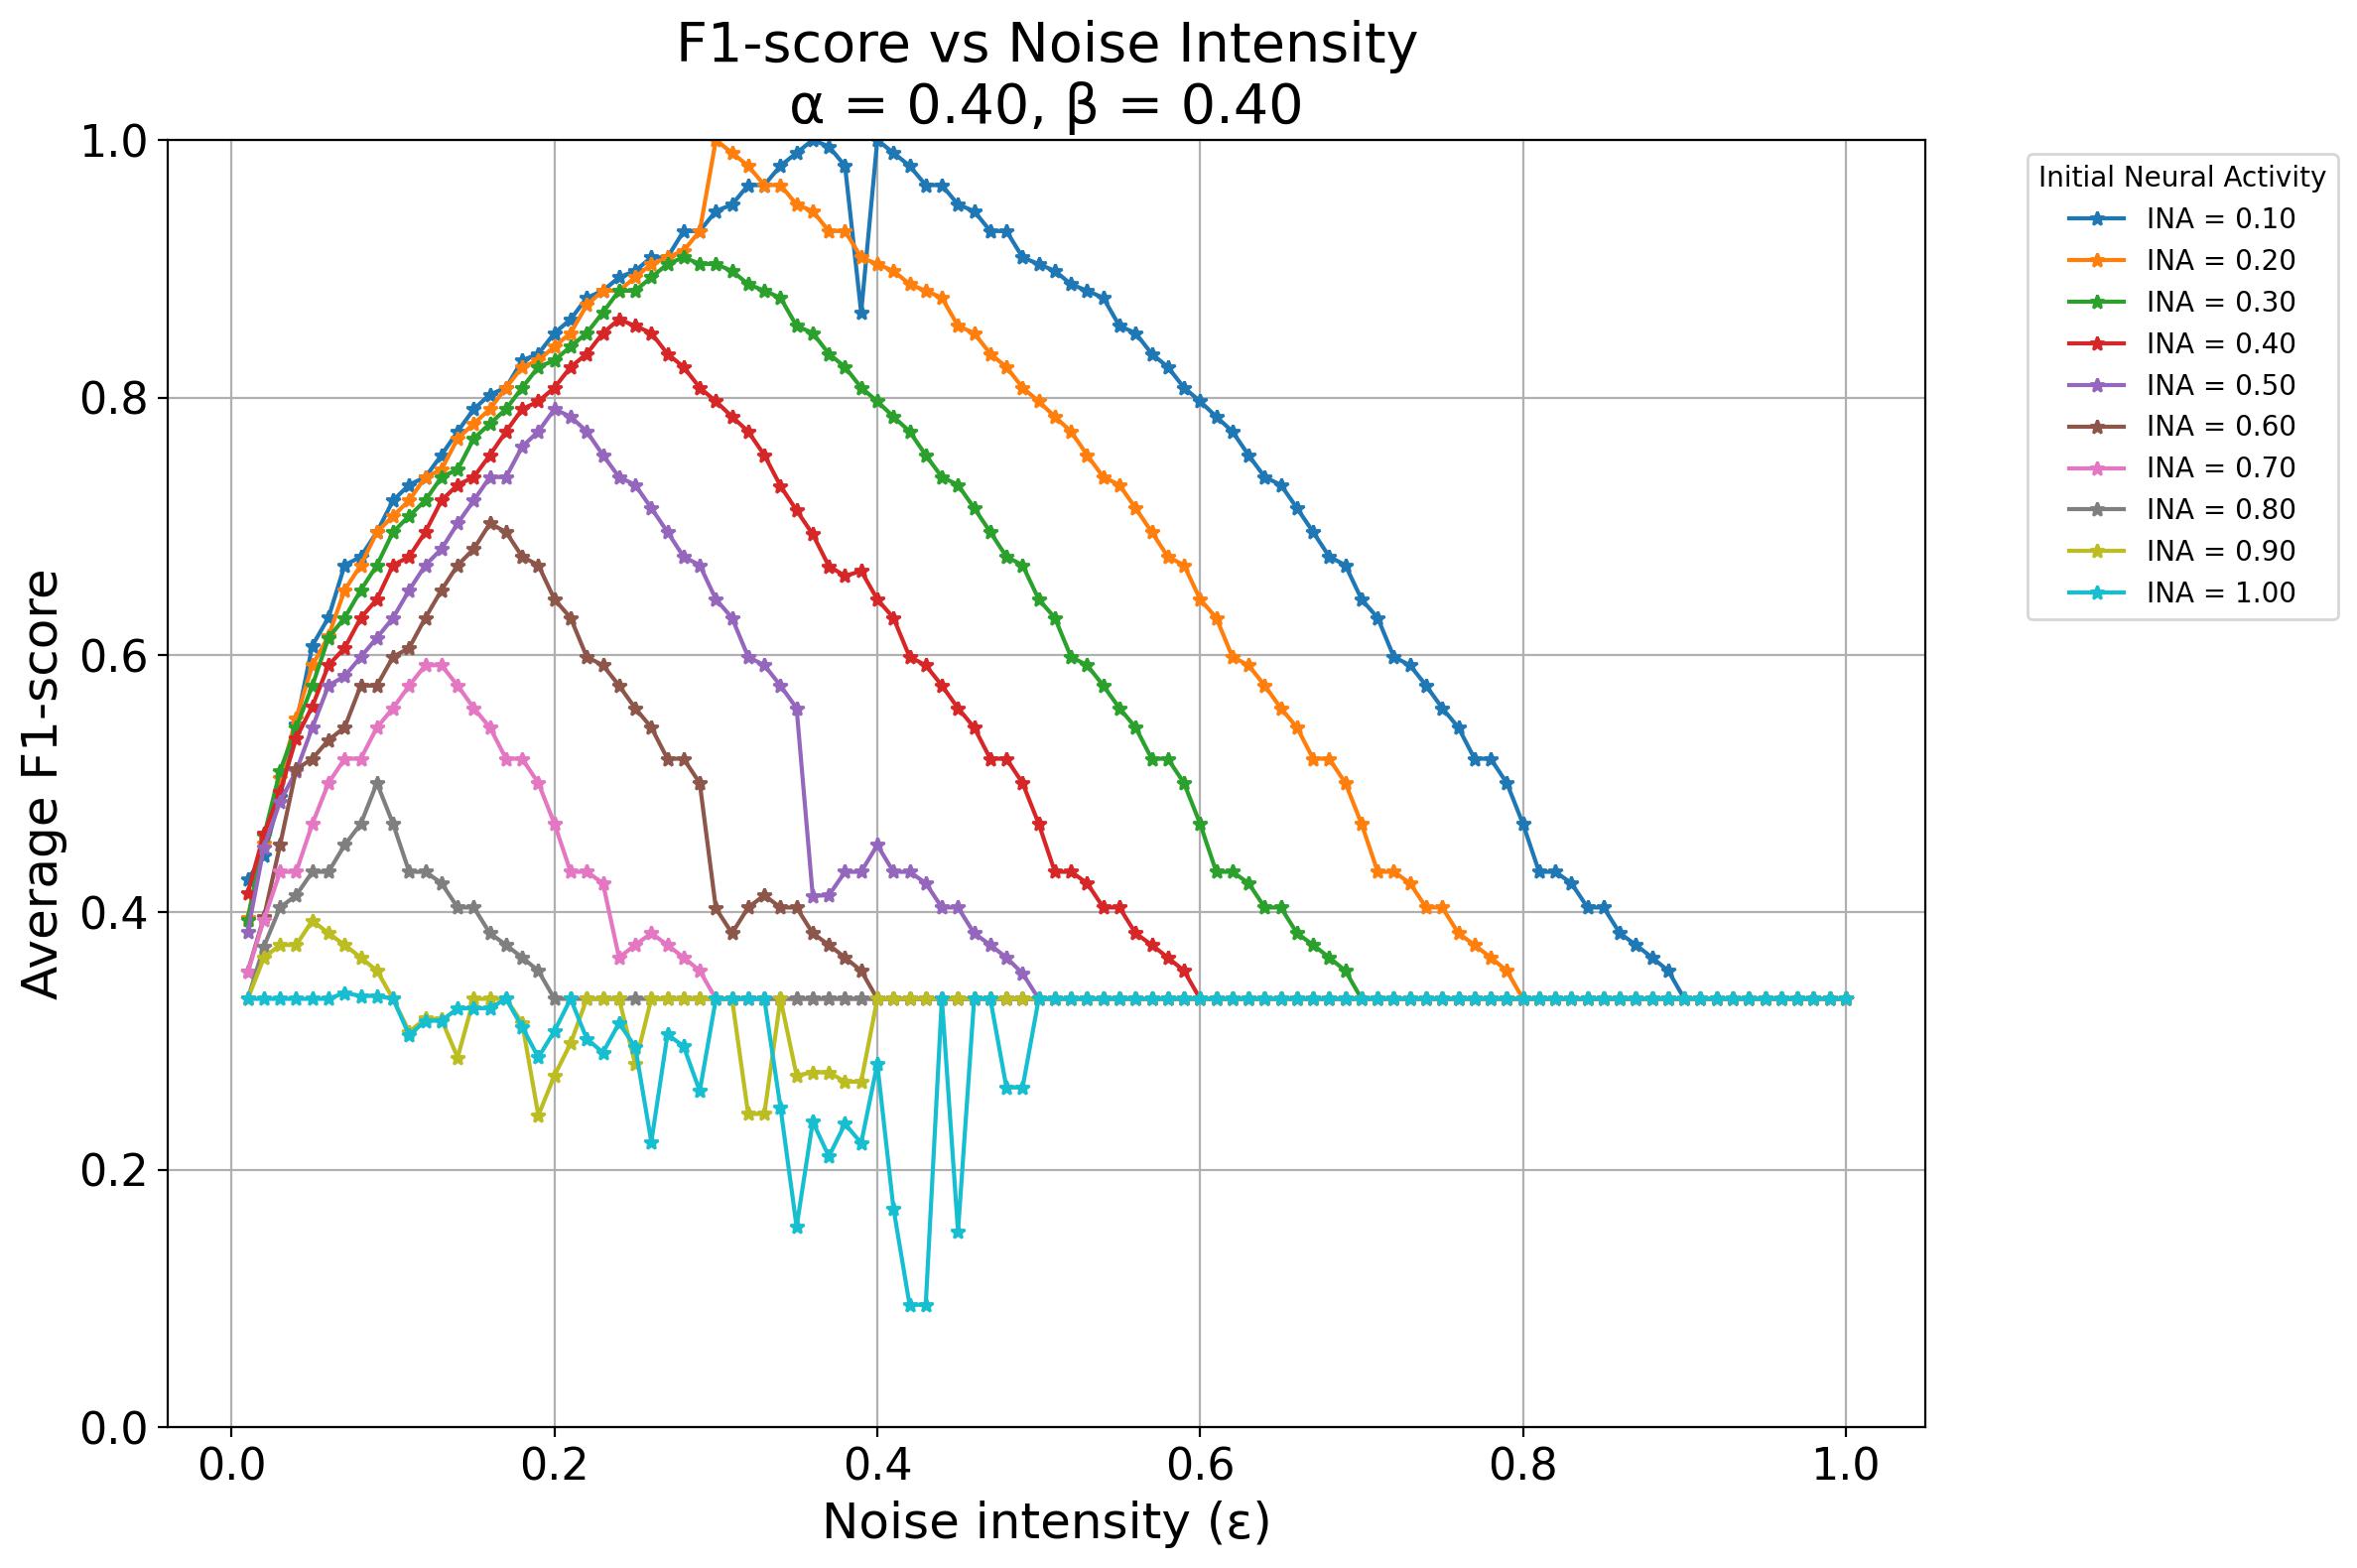 F1-score vs Noise Intensity
α = 0.40, β = 0.40
1.0
0.8
0.6
0.4
0.2
0.0
Average F1-score
0.0 0.2 0.4 0.6 0.8 1.0
Noise intensity (ε)
Initial Neural Activity
INA = 0.10
INA = 0.20
INA = 0.30
INA = 0.40
INA = 0.50
INA = 0.60
INA = 0.70
INA = 0.80
INA = 0.90
INA = 1.00